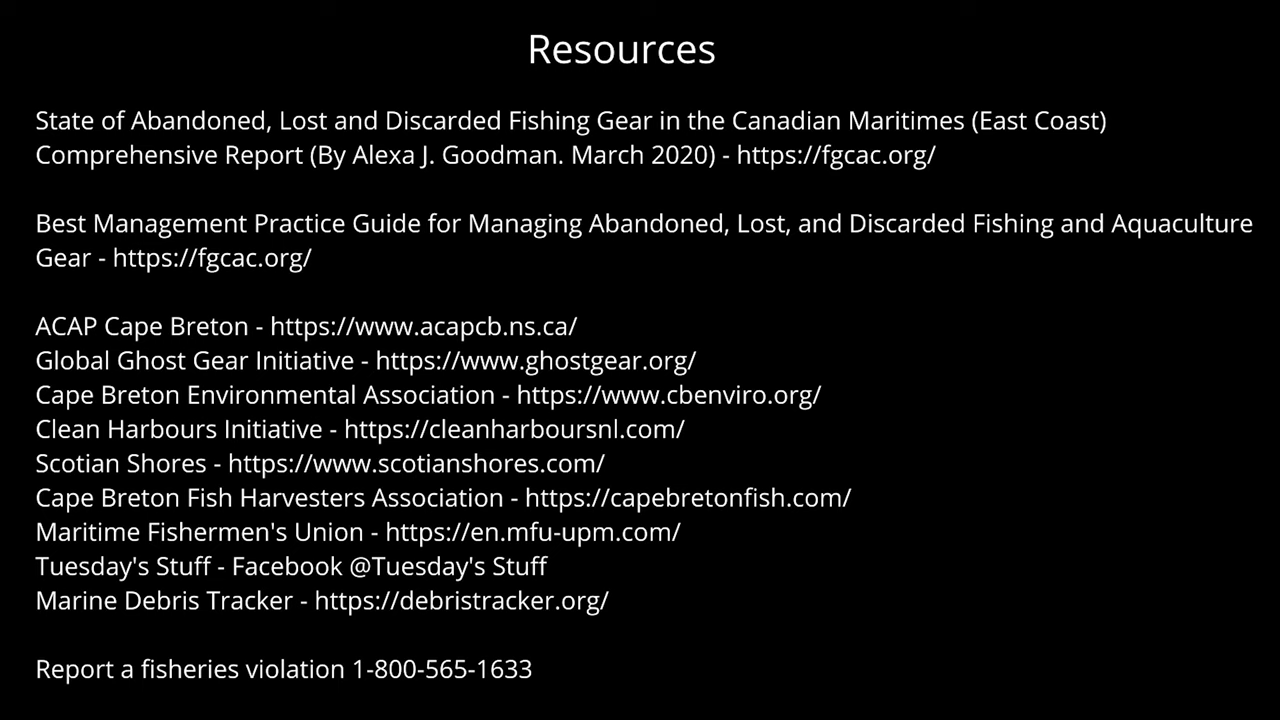 Resources
State of Abandoned, Lost and Discarded Fishing Gear in the Canadian Maritimes (East Coast)
Comprehensive Report (By Alexa J. Goodman. March 2020) - https://fgcac.org/
Best Management Practice Guide for Managing Abandoned, Lost, and Discarded Fishing and Aquaculture
Gear - https://fgcac.org/
ACAP Cape Breton - https://www.acapcb.ns.ca/
Global Ghost Gear Initiative - https://www.ghostgear.org/
Cape Breton Environmental Association - https://www.cbenviro.org/
Clean Harbours Initiative - https://cleanharboursnl.com/
Scotian Shores - https://www.scotianshores.com/
Cape Breton Fish Harvesters Association - https://capebretonfish.com/
Maritime Fishermen's Union - https://en.mfu-upm.com/
Tuesday's Stuff - Facebook @Tuesday's Stuff
Marine Debris Tracker - https://debristracker.org/
Report a fisheries violation 1-800-565-1633